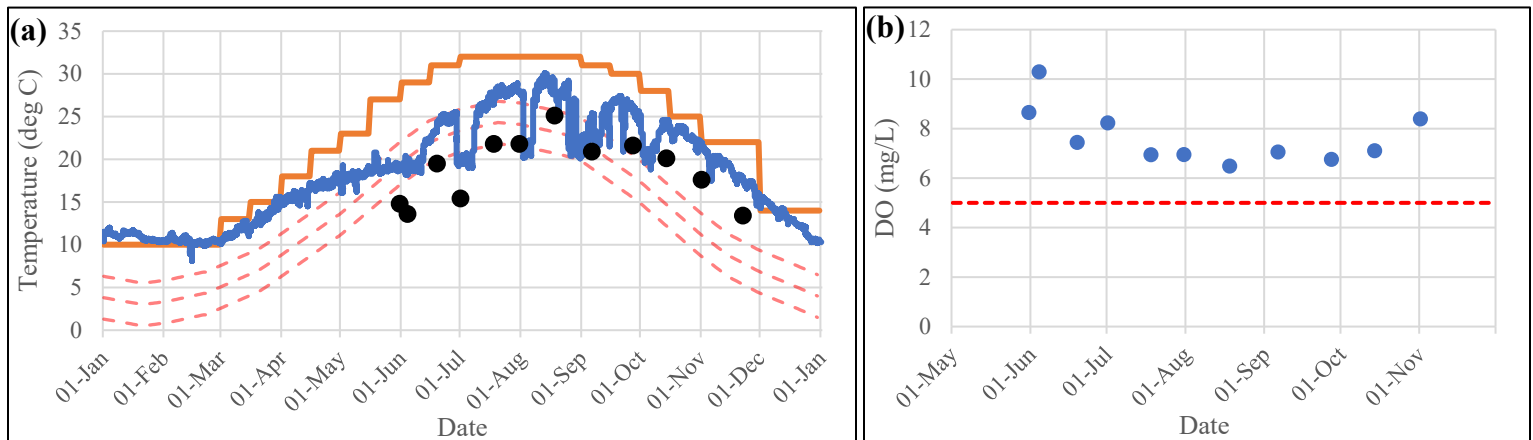 (a)
Temperature (deg C)
35
30
25
20
15
10
5
0
01-Jan
01-Feb
01-Mar
01-Apr
01-May
01-Jun
01-Jul
01-Aug
01-Sep
01-Oct
01-Nov
01-Dec
01-Jan
Date
(b)
DO (mg/L)
12
10
8
6
4
2
0
01-May
01-Jun
01-Jul
01-Aug
01-Sep
01-Oct
01-Nov
Date